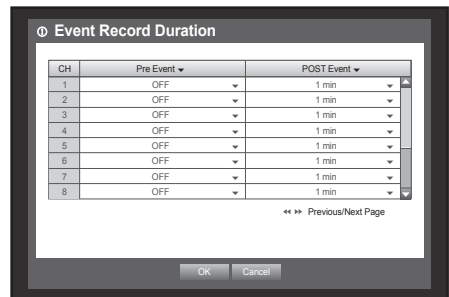 Event Record Duration
CH Pre Event POST Event
1 OFF 1 min
2 OFF 1 min
3 OFF 1 min
4 OFF 1 min
5 OFF 1 min
6 OFF 1 min
7 OFF 1 min
8 OFF 1 min
Previous/Next Page
OK Cancel